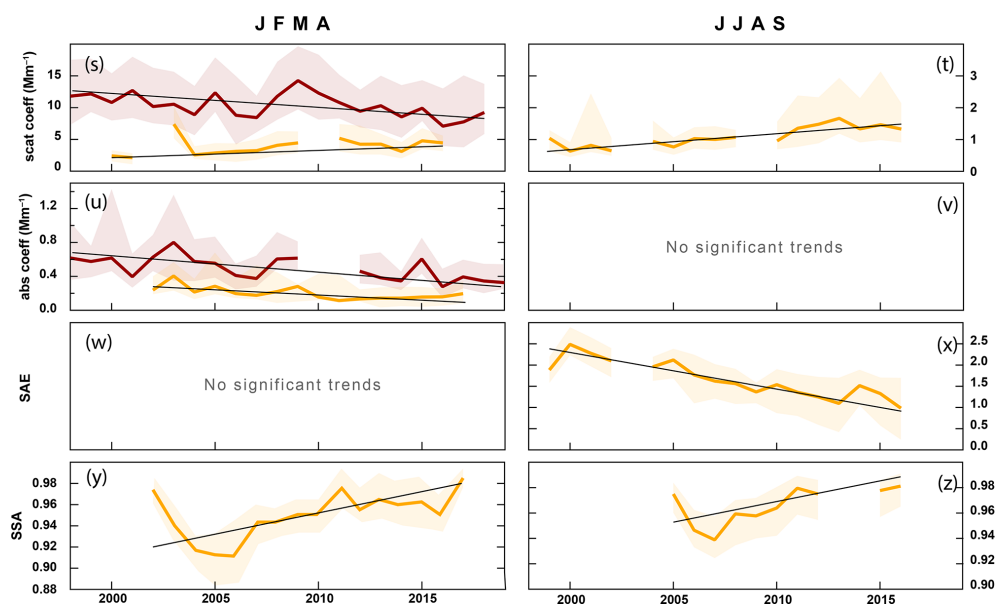 J F M A
J J A S
(s)
(t)
scat coeff (Mm⁻¹)
15
10
5
0
3
2
1
0
(u)
(v)
abs coeff (Mm⁻¹)
1.2
0.8
0.4
0.0
No significant trends
(w)
(x)
SAE
No significant trends
2.5
2.0
1.5
1.0
0.5
0.0
(y)
(z)
SSA
0.98
0.96
0.94
0.92
0.90
0.88
0.98
0.96
0.94
0.92
0.90
2000 2005 2010 2015
2000 2005 2010 2015